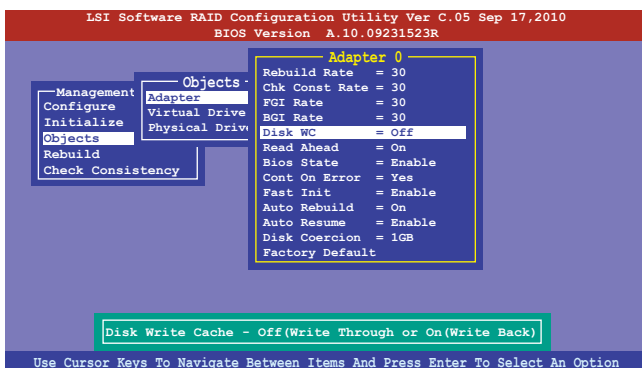 LSI Software RAID Configuration Utility Ver C.05 Sep 17,2010
BIOS Version A.10.09231523R
Management
Configure
Initialize
Objects
Rebuild
Check Consistency
Objects
Adapter
Virtual Drive
Physical Drive
Adapter 0
Rebuild Rate = 30
Chk Const Rate = 30
FGI Rate = 30
BGI Rate = 30
Disk WC = Off
Read Ahead = On
Bios State = Enable
Cont On Error = Yes
Fast Init = Enable
Auto Rebuild = On
Auto Resume = Enable
Disk Coercion = 1GB
Factory Default
Disk Write Cache - Off(Write Through or On(Write Back)
Use Cursor Keys To Navigate Between Items And Press Enter To Select An Option